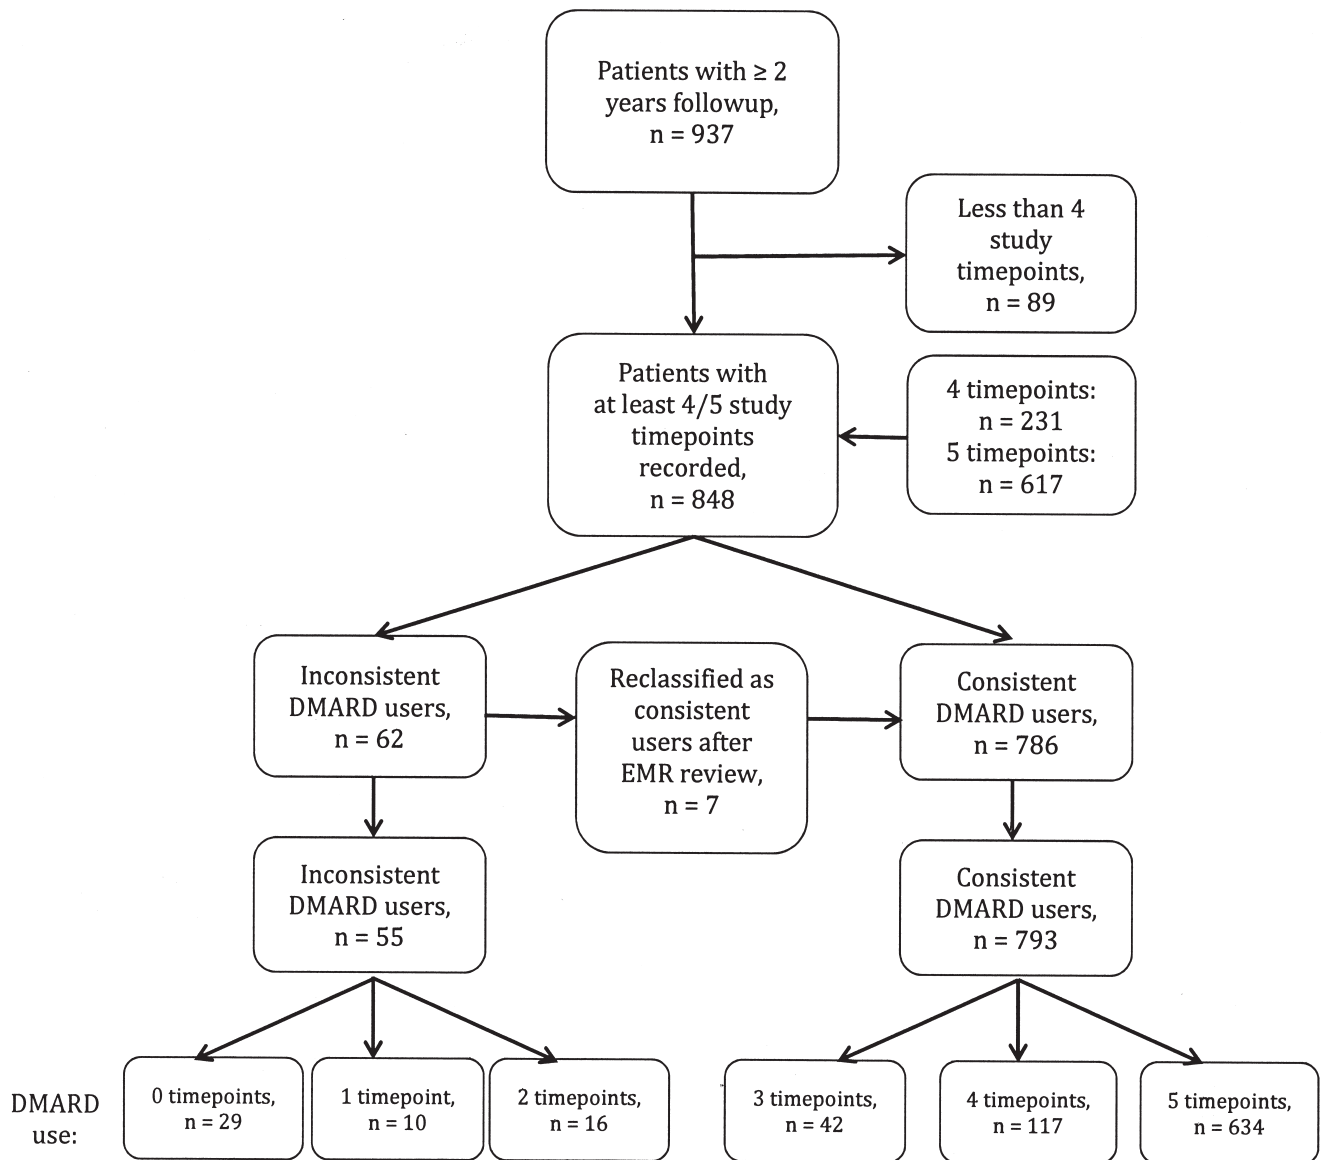 Patients with ≥ 2
years followup,
n = 937
Less than 4
study
timepoints,
n = 89
Patients with
at least 4/5 study
timepoints
recorded,
n = 848
4 timepoints:
n = 231
5 timepoints:
n = 617
Inconsistent
DMARD users,
n = 62
Reclassified as
consistent
users after
EMR review,
n = 7
Consistent
DMARD users,
n = 786
Inconsistent
DMARD users,
n = 55
Consistent
DMARD users,
n = 793
DMARD
use:
0 timepoints,
n = 29
1 timepoint,
n = 10
2 timepoints,
n = 16
3 timepoints,
n = 42
4 timepoints,
n = 117
5 timepoints,
n = 634